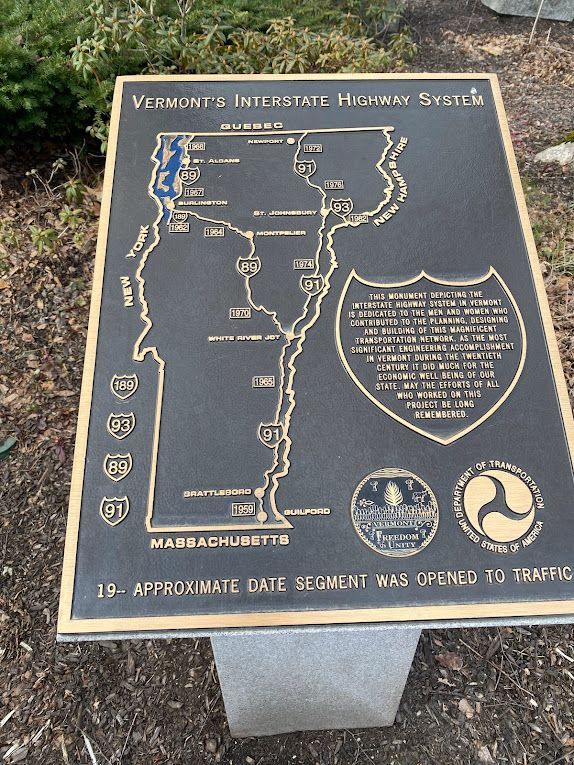 VERMONT'S INTERSTATE HIGHWAY SYSTEM
QUEBEC
NEWPORT
1966
1972
ST. ALBANS
89
91
1967
1978
BURLINGTON
ST. JOHNSBURY
93
NEW HAMPSHIRE
189
1962
1982
1964
MONTPELIER
NEW YORK
89
1974
91
1970
WHITE RIVER JCT
1965
91
BRATTLEBORO
1959
GUILFORD
MASSACHUSETTS
189
93
89
91
THIS MONUMENT DEPICTING THE
INTERSTATE HIGHWAY SYSTEM IN VERMONT
IS DEDICATED TO THE MEN AND WOMEN WHO
CONTRIBUTED TO THE PLANNING, DESIGNING
AND BUILDING OF THIS MAGNIFICENT
TRANSPORTATION NETWORK. AS THE MOST
SIGNIFICANT ENGINEERING ACCOMPLISHMENT
IN VERMONT DURING THE TWENTIETH
CENTURY IT DID MUCH FOR THE
ECONOMIC WELL BEING OF OUR
STATE. MAY THE EFFORTS OF ALL
WHO WORKED ON THIS
PROJECT BE LONG
REMEMBERED.
VERMONT
FREEDOM
& UNITY
DEPARTMENT OF TRANSPORTATION
UNITED STATES OF AMERICA
19-- APPROXIMATE DATE SEGMENT WAS OPENED TO TRAFFIC